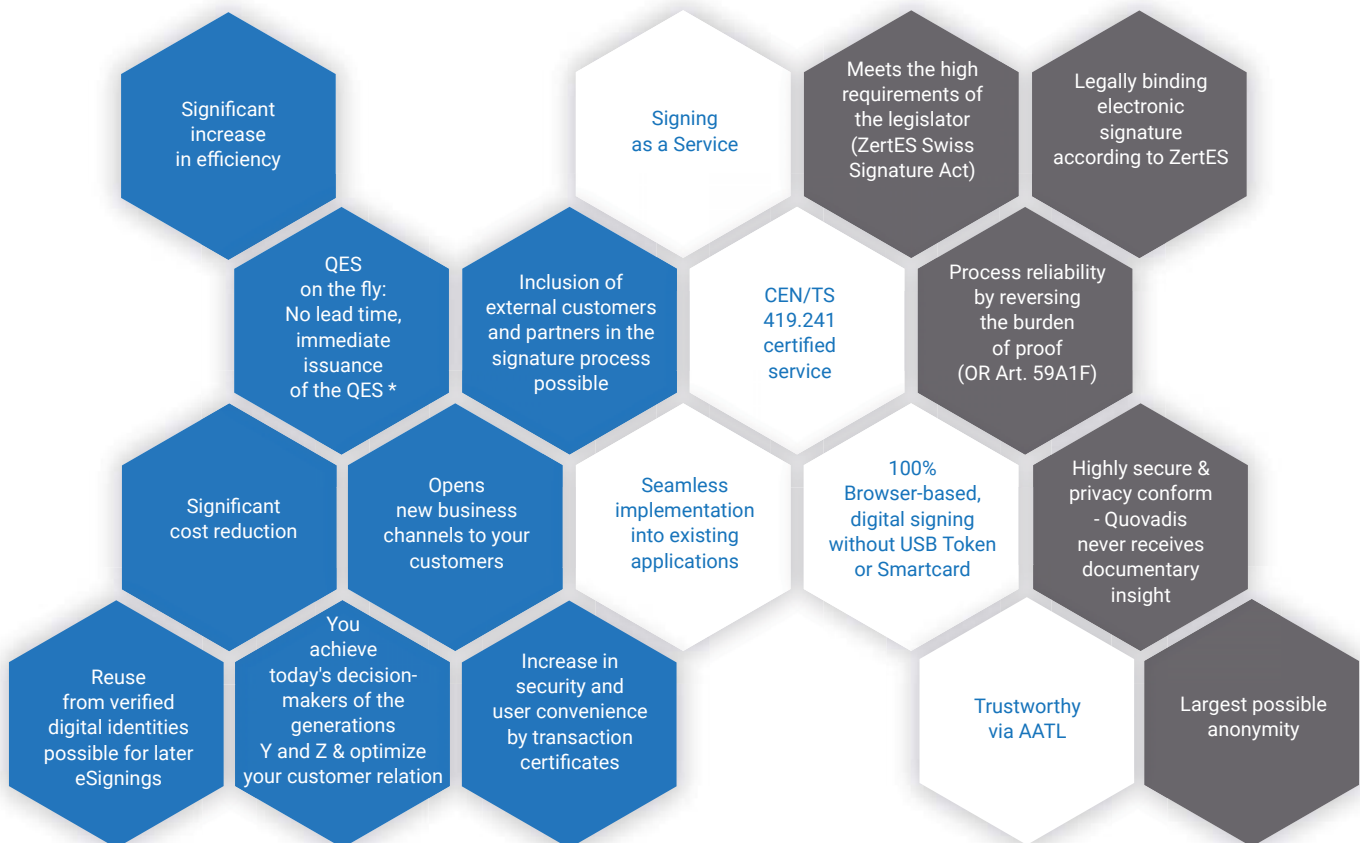 Significant
increase
in efficiency
Signing
as a Service
Meets the high
requirements of
the legislator
(ZertES Swiss
Signature Act)
Legally binding
electronic
signature
according to ZertES
QES
on the fly:
No lead time,
immediate
issuance
of the QES *
Inclusion of
external customers
and partners in the
signature process
possible
CEN/TS
419.241
certified
service
Process reliability
by reversing
the burden
of proof
(OR Art. 59A1F)
Significant
cost reduction
Opens
new business
channels to your
customers
Seamless
implementation
into existing
applications
100%
Browser-based,
digital signing
without USB Token
or Smartcard
Highly secure &
privacy conform
- Quovadis
never receives
documentary
insight
Reuse
from verified
digital identities
possible for later
eSignings
You
achieve
today's decision-
makers of the
generations
Y and Z & optimize
your customer relation
Increase in
security and
user convenience
by transaction
certificates
Trustworthy
via AATL
Largest possible
anonymity